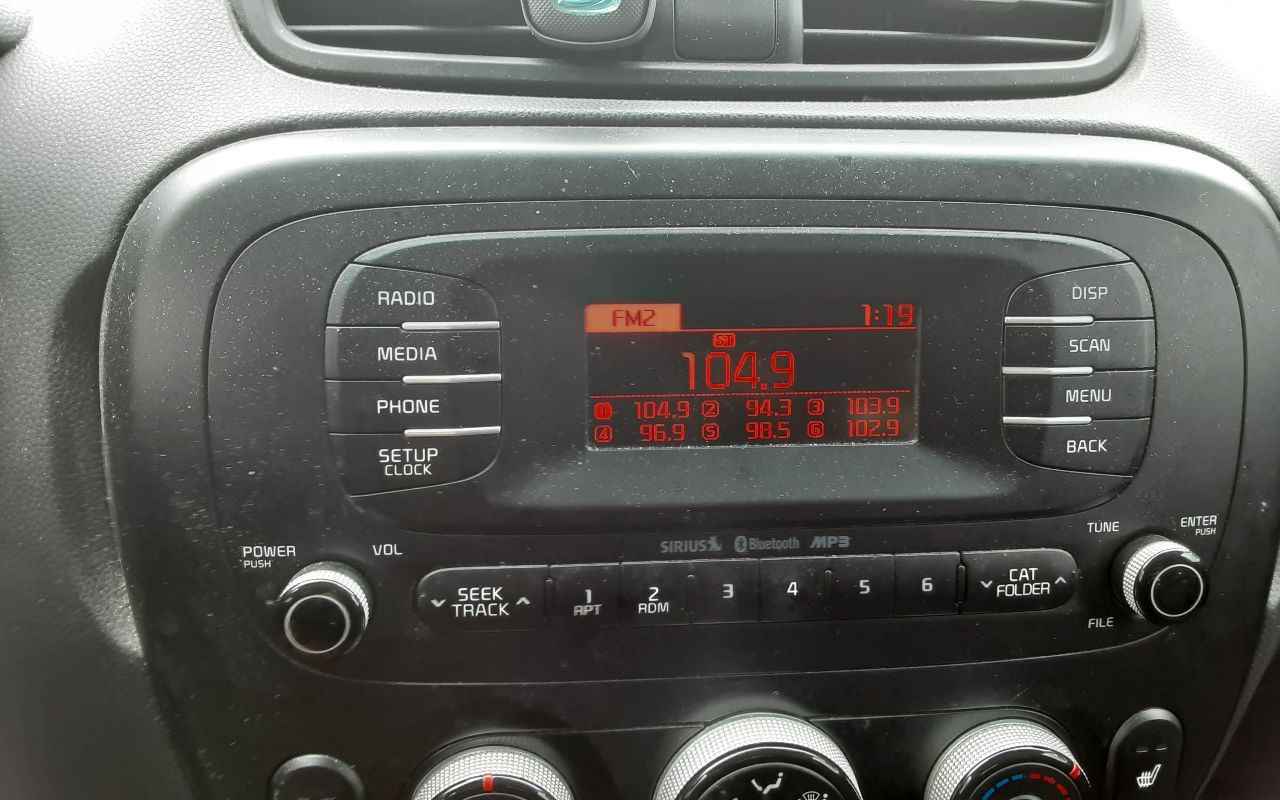 RADIO
MEDIA
PHONE
SETUP
CLOCK
FM2 1:19
ST
104.9
1 104.9 2 94.3 3 103.9
4 96.9 5 98.5 6 102.9
DISP
SCAN
MENU
BACK
SIRIUS Bluetooth MP3
POWER
PUSH
VOL
SEEK
TRACK
1
RPT
2
RDM
3
4
5
6
CAT
FOLDER
TUNE
ENTER
PUSH
FILE